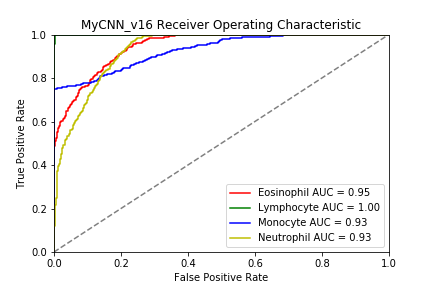 MyCNN_v16 Receiver Operating Characteristic
1.0
0.8
0.6
0.4
0.2
0.0
True Positive Rate
Eosinophil AUC = 0.95
Lymphocyte AUC = 1.00
Monocyte AUC = 0.93
Neutrophil AUC = 0.93
0.0 0.2 0.4 0.6 0.8 1.0
False Positive Rate